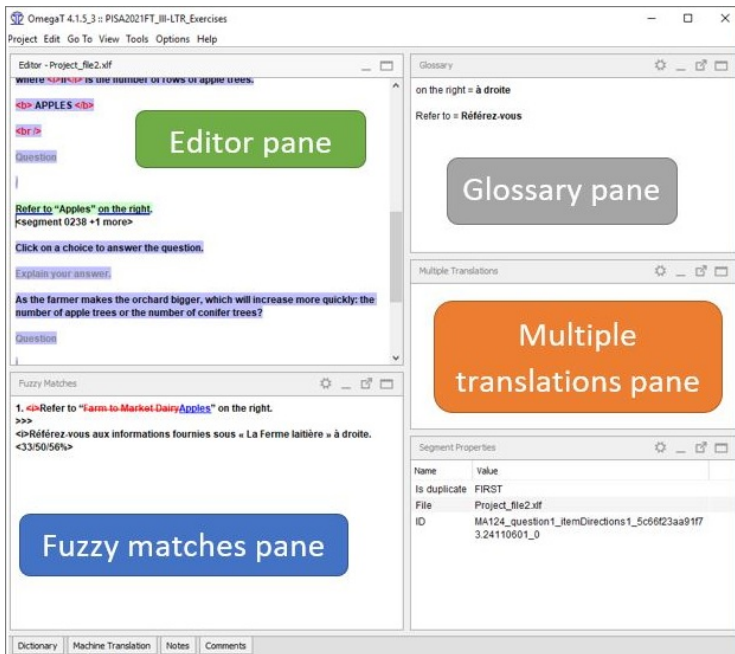 OmegaT 4.1.5_3 :: PISA2021FT_III-LTR_Exercises
Project Edit Go To View Tools Options Help
Editor - Project_file2.xlf
where <i>n</i> is the number of rows of apple trees.
<b> APPLES </b>
<br />
Question
Refer to “Apples” on the right.
<segment 0238 +1 more>
Click on a choice to answer the question.
Explain your answer.
As the farmer makes the orchard bigger, which will increase more quickly: the
number of apple trees or the number of conifer trees?
Question
Editor pane
Glossary
on the right = à droite
Refer to = Référez-vous
Glossary pane
Multiple Translations
Multiple
translations pane
Fuzzy Matches
1. <i>Refer to “Farm to Market DairyApples” on the right.
>>>
<i>Référez-vous aux informations fournies sous « La Ferme laitière » à droite.
<33/50/56%>
Fuzzy matches pane
Segment Properties
Name Value
Is duplicate FIRST
File Project_file2.xlf
ID MA124_question1_itemDirections1_5c66f23aa91f7
3.24110601_0
Dictionary Machine Translation Notes Comments